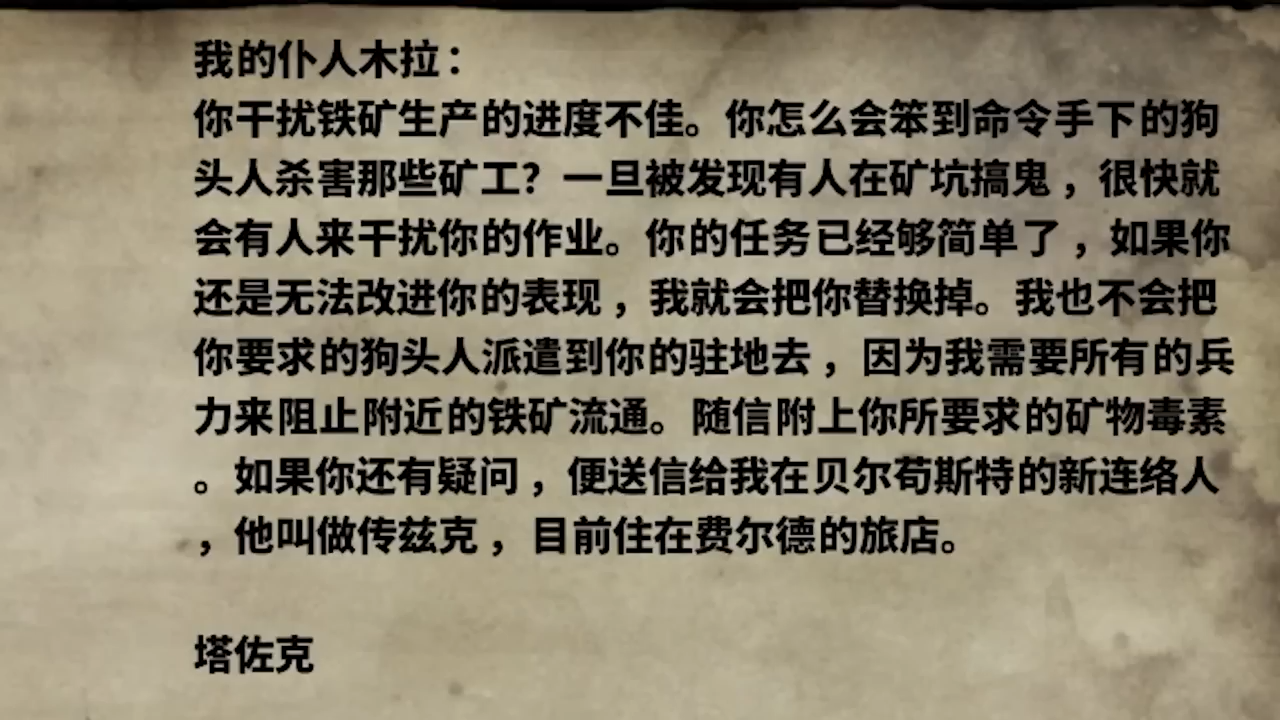 我的仆人木拉：
你干扰铁矿生产的进度不佳。你怎么会笨到命令手下的狗
头人杀害那些矿工？一旦被发现有人在矿坑搞鬼，很快就
会有人来干扰你的作业。你的任务已经够简单了，如果你
还是无法改进你的表现，我就会把你替换掉。我也不会把
你要求的狗头人派遣到你的驻地去，因为我需要所有的兵
力来阻止附近的铁矿流通。随信附上你所要求的矿物毒素
。如果你还有疑问，便送信给我在贝尔苟斯特的新连络人
，他叫做传兹克，目前住在费尔德的旅店。
塔佐克